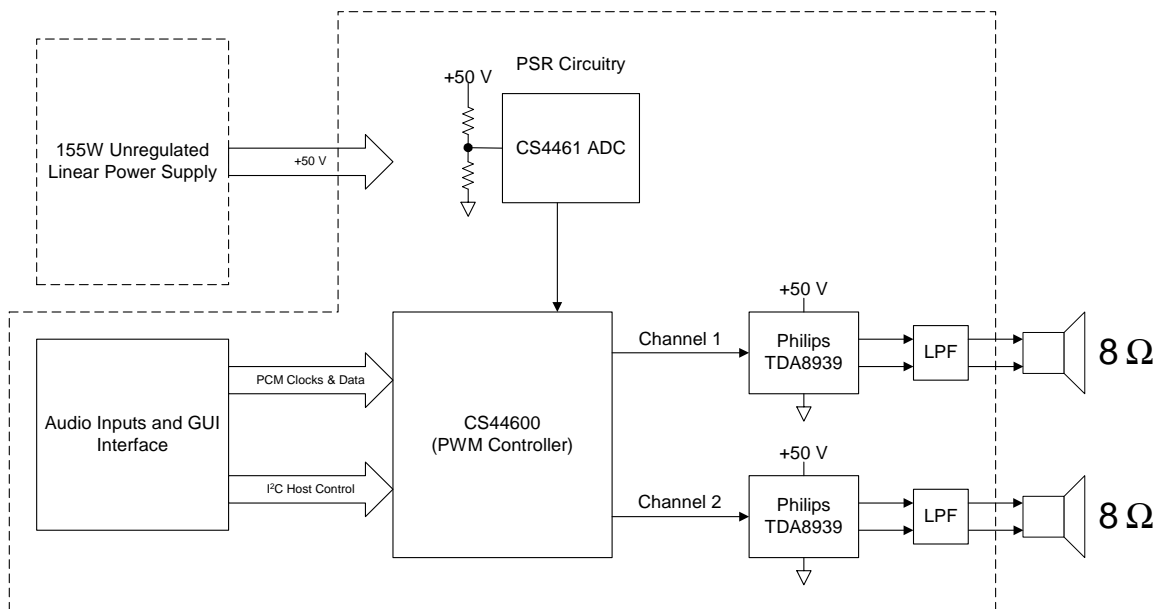 PSR Circuitry
+50 V
CS4461 ADC
155W Unregulated
Linear Power Supply
+50 V
+50 V
Channel 1
Philips
TDA8939
LPF
8 Ω
PCM Clocks & Data
Audio Inputs and GUI
Interface
CS44600
(PWM Controller)
I²C Host Control
+50 V
Channel 2
Philips
TDA8939
LPF
8 Ω